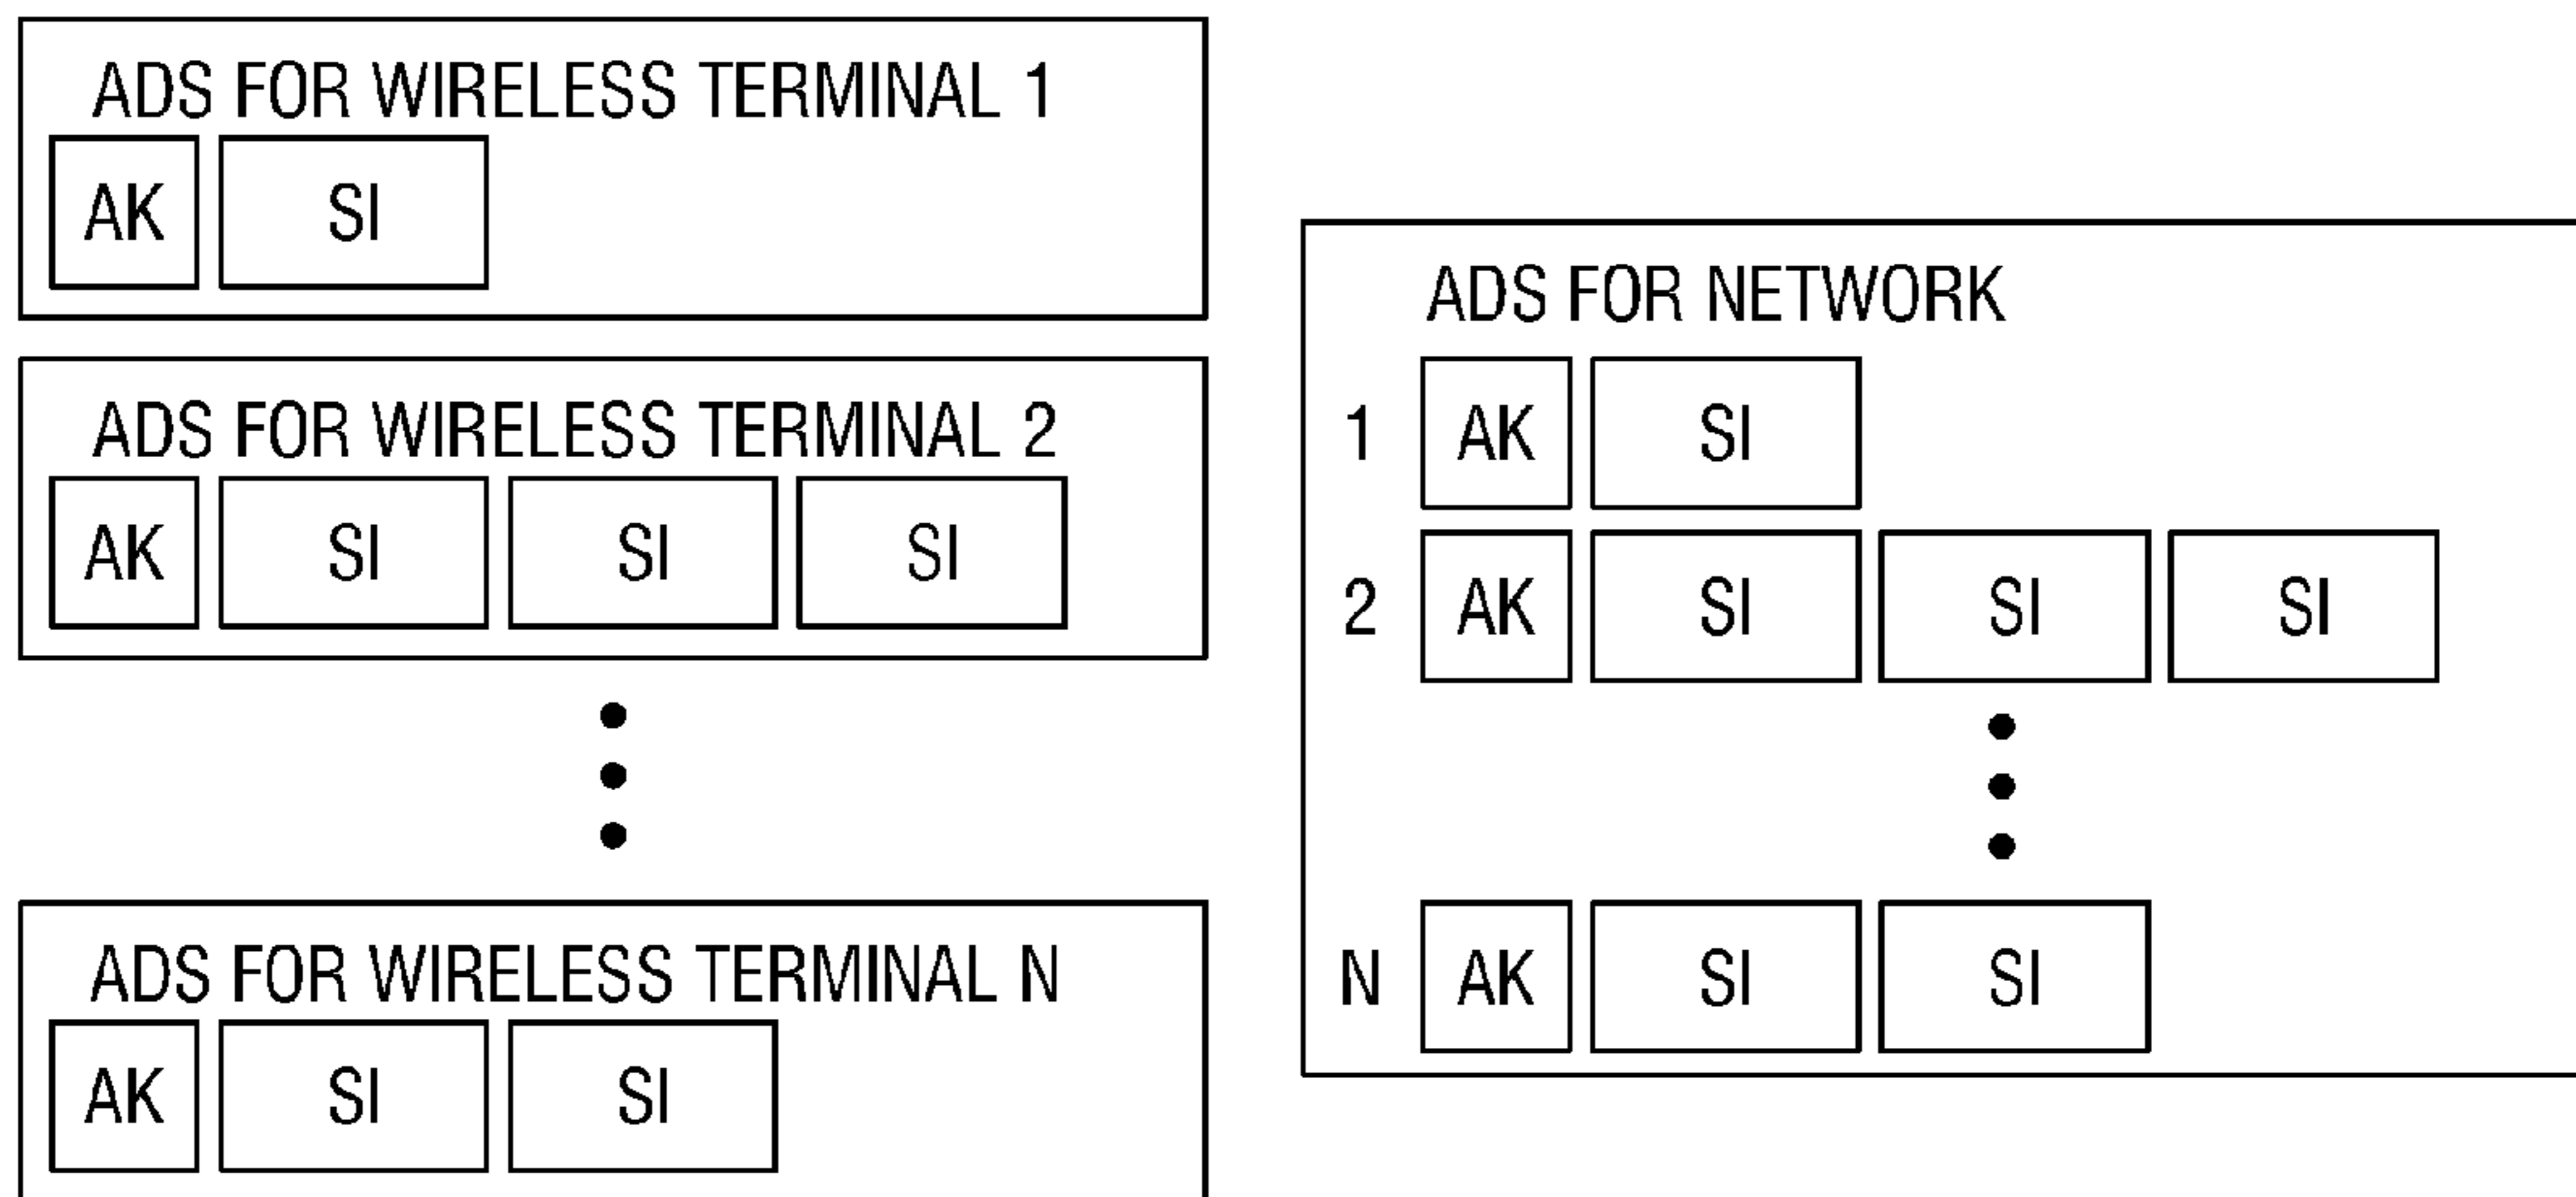 ADS FOR WIRELESS TERMINAL 1
AK SI
ADS FOR WIRELESS TERMINAL 2
AK SI SI SI
ADS FOR WIRELESS TERMINAL N
AK SI SI
ADS FOR NETWORK
1 AK SI
2 AK SI SI SI
N AK SI SI